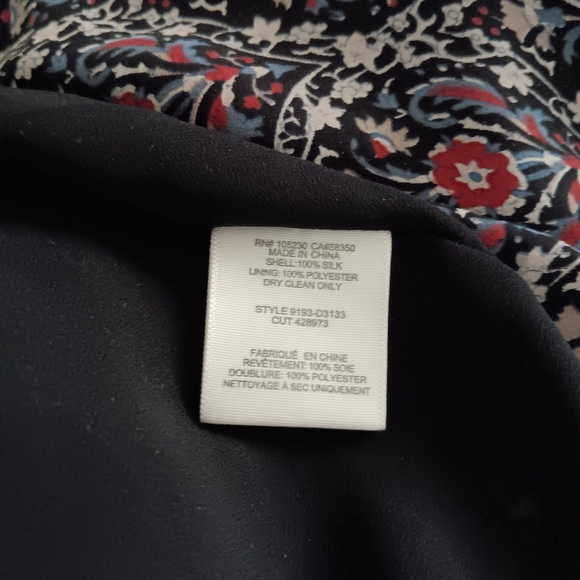 RN# 105230 CA#58350
MADE IN CHINA
SHELL:100% SILK
LINING: 100% POLYESTER
DRY CLEAN ONLY
STYLE 9193-D3133
CUT 428973
FABRIQUÉ EN CHINE
REVÊTEMENT: 100% SOIE
DOUBLURE: 100% POLYESTER
NETTOYAGE À SEC UNIQUEMENT